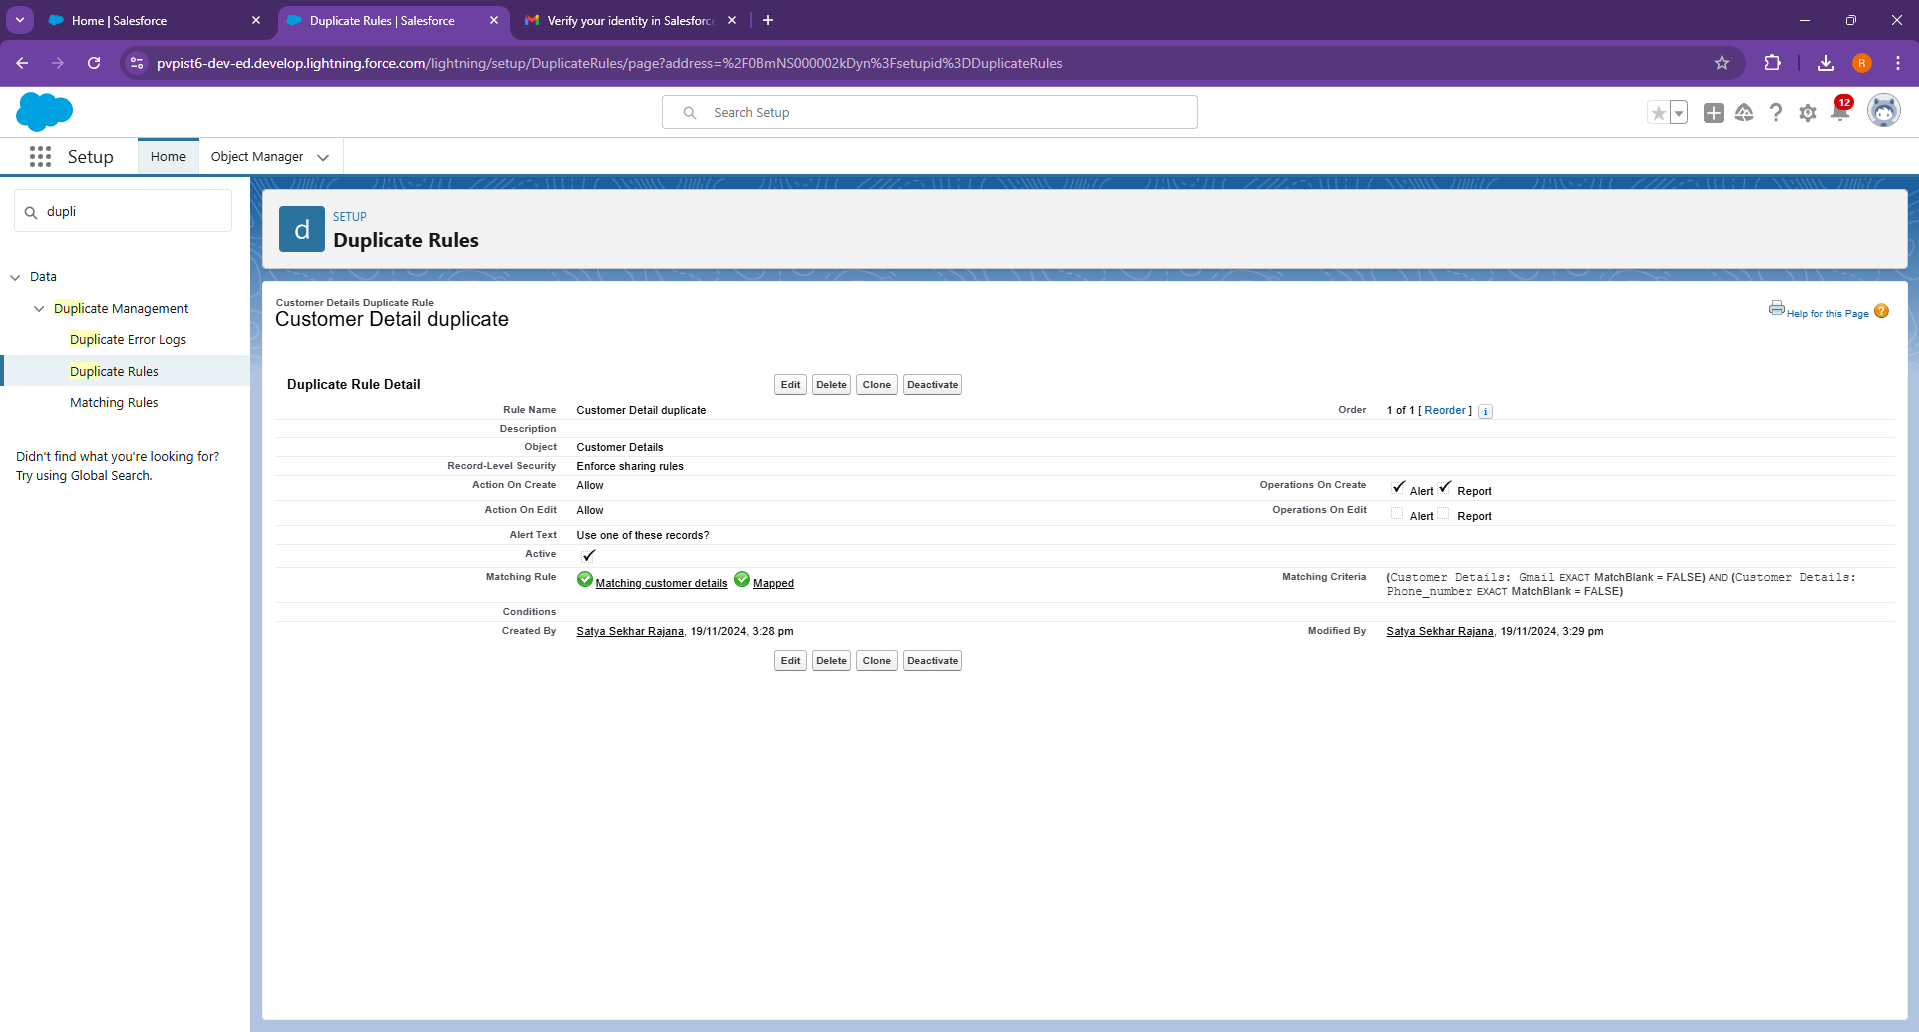 Home | Salesforce
Duplicate Rules | Salesforce
Verify your identity in Salesforc
pvpist6-dev-ed.develop.lightning.force.com/lightning/setup/DuplicateRules/page?address=%2F0BmNS000002kDyn%3Fsetupid%3DDuplicateRules
R
Search Setup
12
Setup
Home
Object Manager
dupli
Data
Duplicate Management
Duplicate Error Logs
Duplicate Rules
Matching Rules
Didn't find what you're looking for?
Try using Global Search.
d
SETUP
Duplicate Rules
Customer Details Duplicate Rule
Customer Detail duplicate
Help for this Page ?
Duplicate Rule Detail
Edit Delete Clone Deactivate
Rule Name Customer Detail duplicate
Order 1 of 1 [ Reorder ] i
Description
Object Customer Details
Record-Level Security Enforce sharing rules
Action On Create Allow
Operations On Create Alert Report
Action On Edit Allow
Operations On Edit Alert Report
Alert Text Use one of these records?
Active
Matching Rule Matching customer details Mapped
Matching Criteria (Customer Details: Gmail EXACT MatchBlank = FALSE) AND (Customer Details:
Phone_number EXACT MatchBlank = FALSE)
Conditions
Created By Satya Sekhar Rajana, 19/11/2024, 3:28 pm
Modified By Satya Sekhar Rajana, 19/11/2024, 3:29 pm
Edit Delete Clone Deactivate